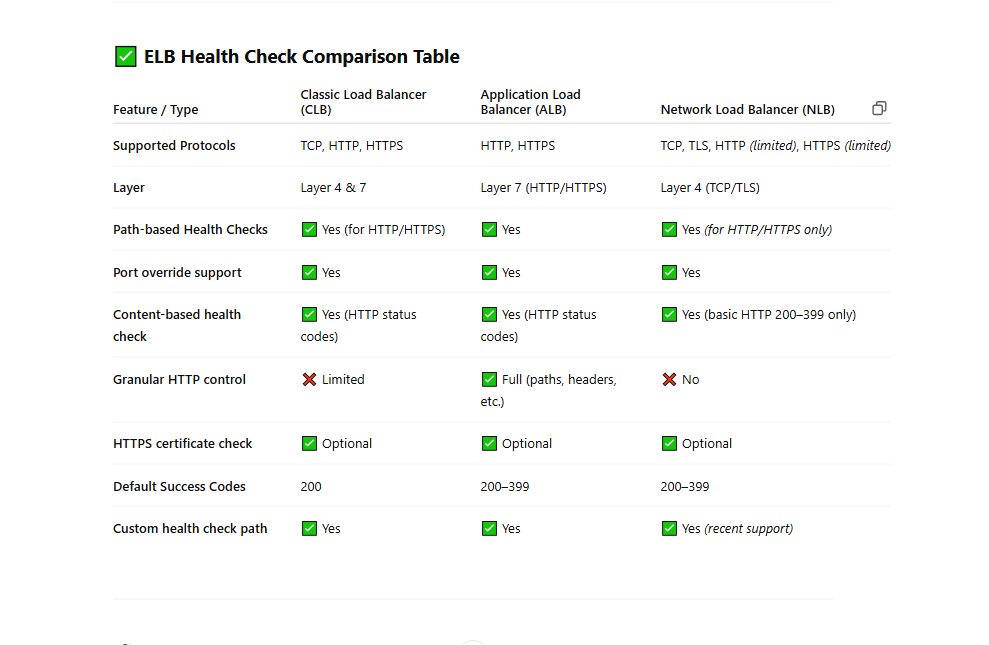 ✅ ELB Health Check Comparison Table
Feature / Type
Classic Load Balancer
(CLB)
Application Load
Balancer (ALB)
Network Load Balancer (NLB)
Supported Protocols
TCP, HTTP, HTTPS
HTTP, HTTPS
TCP, TLS, HTTP (limited), HTTPS (limited)
Layer
Layer 4 & 7
Layer 7 (HTTP/HTTPS)
Layer 4 (TCP/TLS)
Path-based Health Checks
✅ Yes (for HTTP/HTTPS)
✅ Yes
✅ Yes (for HTTP/HTTPS only)
Port override support
✅ Yes
✅ Yes
✅ Yes
Content-based health
check
✅ Yes (HTTP status
codes)
✅ Yes (HTTP status
codes)
✅ Yes (basic HTTP 200–399 only)
Granular HTTP control
❌ Limited
✅ Full (paths, headers,
etc.)
❌ No
HTTPS certificate check
✅ Optional
✅ Optional
✅ Optional
Default Success Codes
200
200–399
200–399
Custom health check path
✅ Yes
✅ Yes
✅ Yes (recent support)